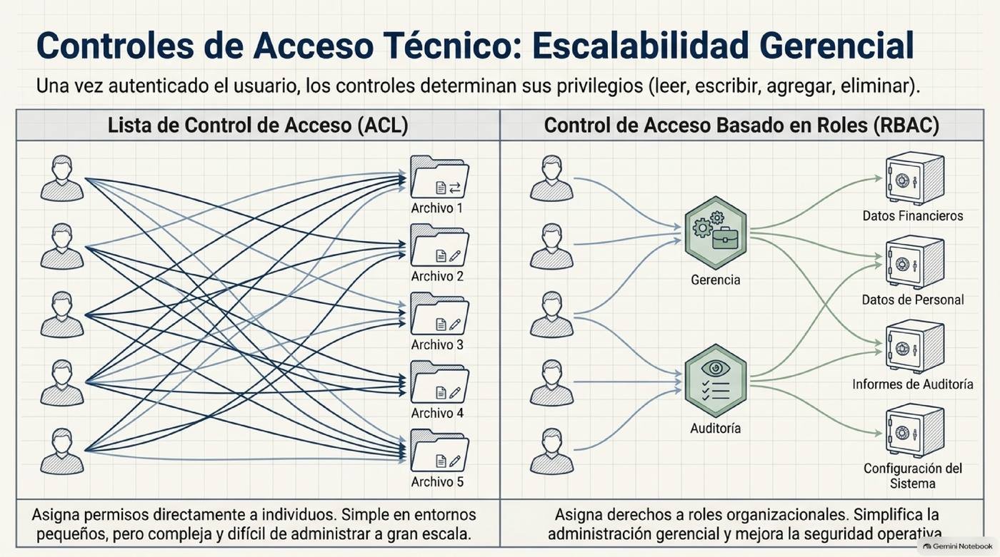 Controles de Acceso Técnico: Escalabilidad Gerencial
Una vez autenticado el usuario, los controles determinan sus privilegios (leer, escribir, agregar, eliminar).
Lista de Control de Acceso (ACL)
Archivo 1
Archivo 2
Archivo 3
Archivo 4
Archivo 5
Asigna permisos directamente a individuos. Simple en entornos
pequeños, pero compleja y difícil de administrar a gran escala.
Control de Acceso Basado en Roles (RBAC)
Gerencia
Auditoría
Datos Financieros
Datos de Personal
Informes de Auditoría
Configuración del
Sistema
Asigna derechos a roles organizacionales. Simplifica la
administración gerencial y mejora la seguridad operativa
Gemini Notebook